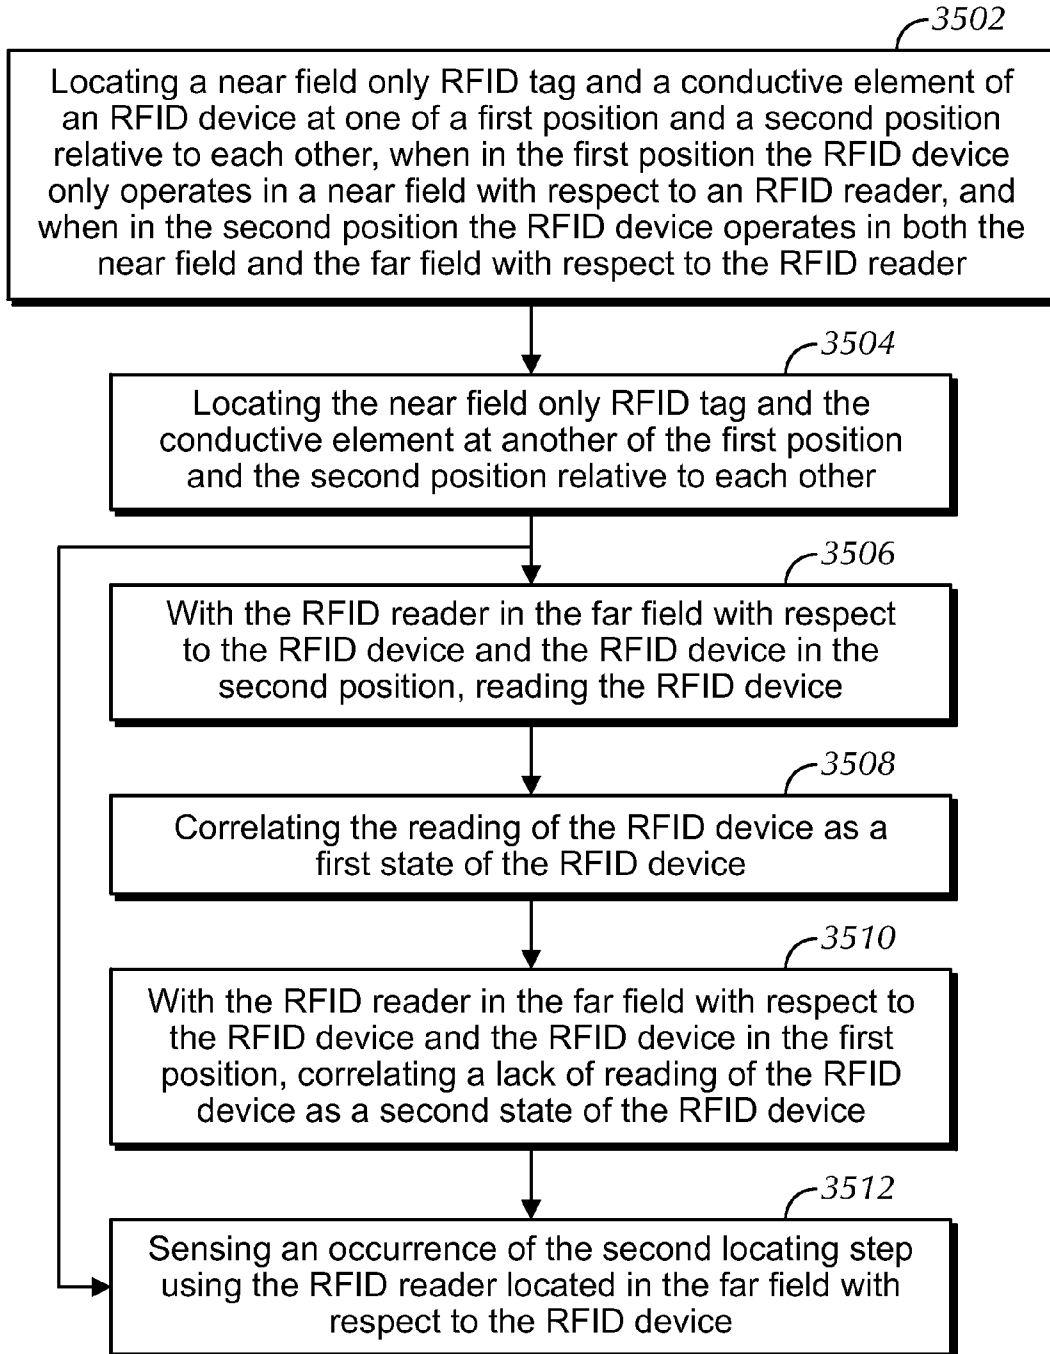 3502
Locating a near field only RFID tag and a conductive element of
an RFID device at one of a first position and a second position
relative to each other, when in the first position the RFID device
only operates in a near field with respect to an RFID reader, and
when in the second position the RFID device operates in both the
near field and the far field with respect to the RFID reader
3504
Locating the near field only RFID tag and the
conductive element at another of the first position
and the second position relative to each other
3506
With the RFID reader in the far field with respect
to the RFID device and the RFID device in the
second position, reading the RFID device
3508
Correlating the reading of the RFID device as a
first state of the RFID device
3510
With the RFID reader in the far field with respect to
the RFID device and the RFID device in the first
position, correlating a lack of reading of the RFID
device as a second state of the RFID device
3512
Sensing an occurrence of the second locating step
using the RFID reader located in the far field with
respect to the RFID device